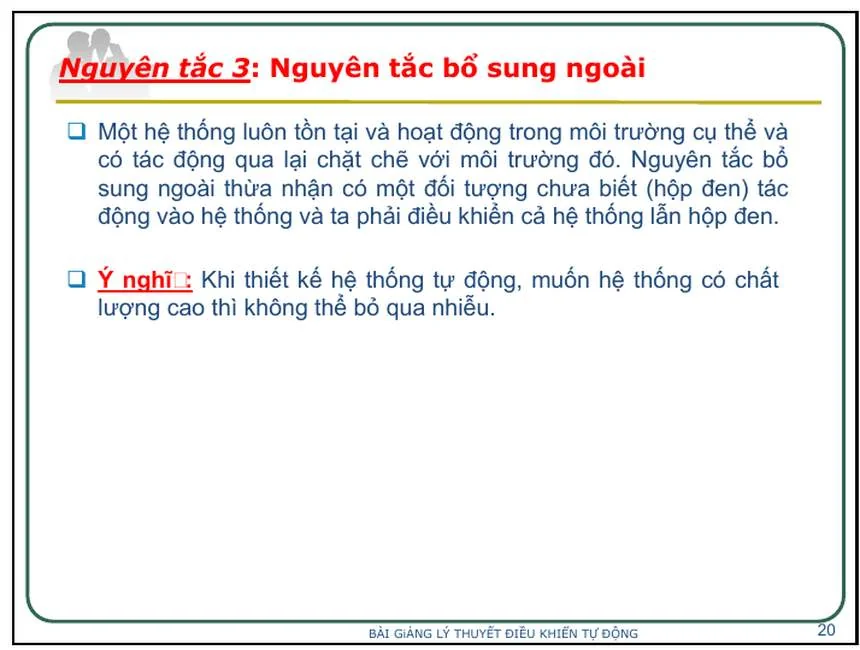 Nguyên tắc 3: Nguyên tắc bổ sung ngoài
Một hệ thống luôn tồn tại và hoạt động trong môi trường cụ thể và
có tác động qua lại chặt chẽ với môi trường đó. Nguyên tắc bổ
sung ngoài thừa nhận có một đối tượng chưa biết (hộp đen) tác
động vào hệ thống và ta phải điều khiển cả hệ thống lẫn hộp đen.
Ý nghĩ□: Khi thiết kế hệ thống tự động, muốn hệ thống có chất
lượng cao thì không thể bỏ qua nhiễu.
BÀI GiẢNG LÝ THUYẾT ĐIỀU KHIỂN TỰ ĐỘNG
20